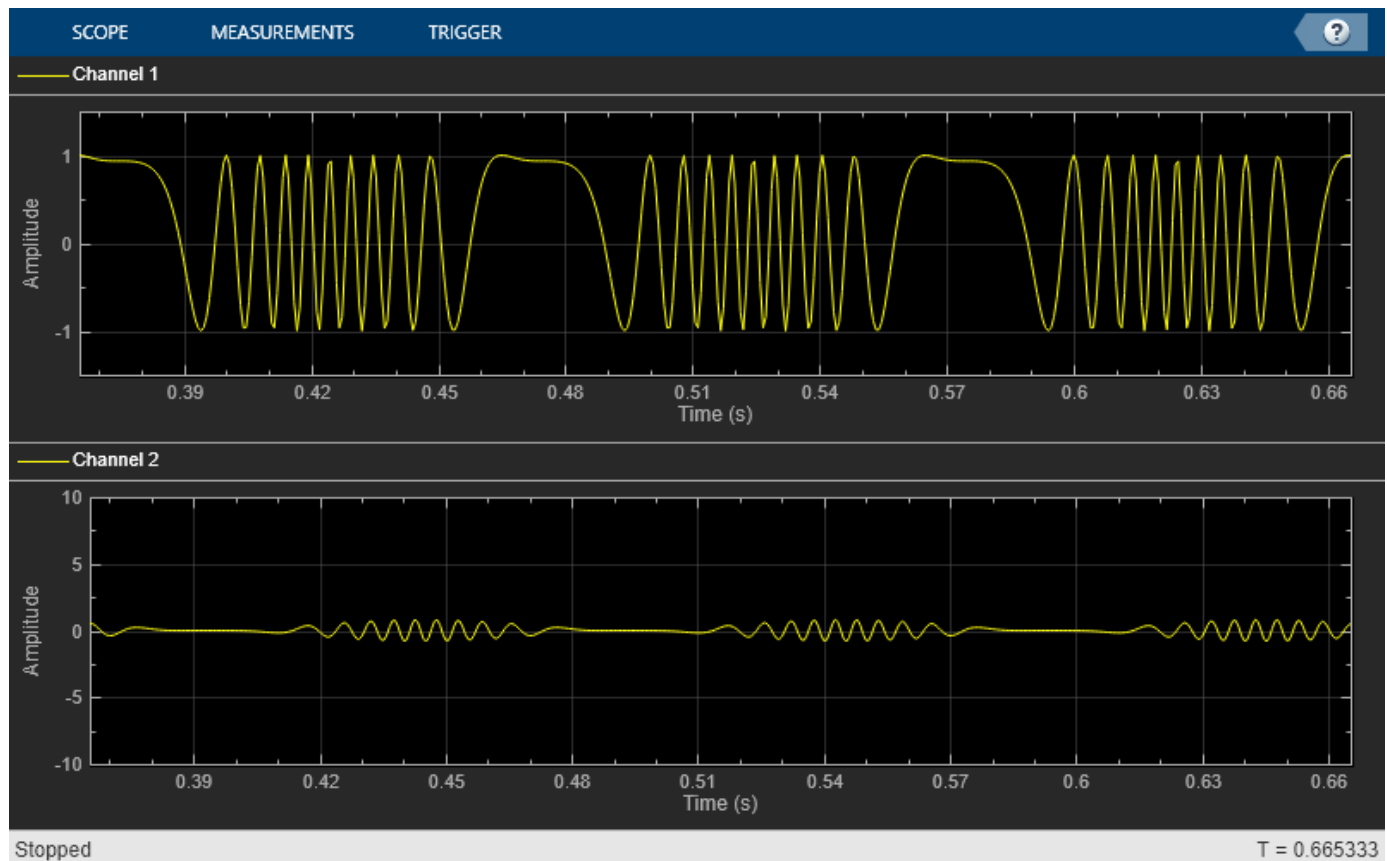 SCOPE MEASUREMENTS TRIGGER ?
Channel 1
Amplitude
1
0
-1
0.39 0.42 0.45 0.48 0.51 0.54 0.57 0.6 0.63 0.66
Time (s)
Channel 2
Amplitude
10
5
0
-5
-10
0.39 0.42 0.45 0.48 0.51 0.54 0.57 0.6 0.63 0.66
Time (s)
Stopped T = 0.665333